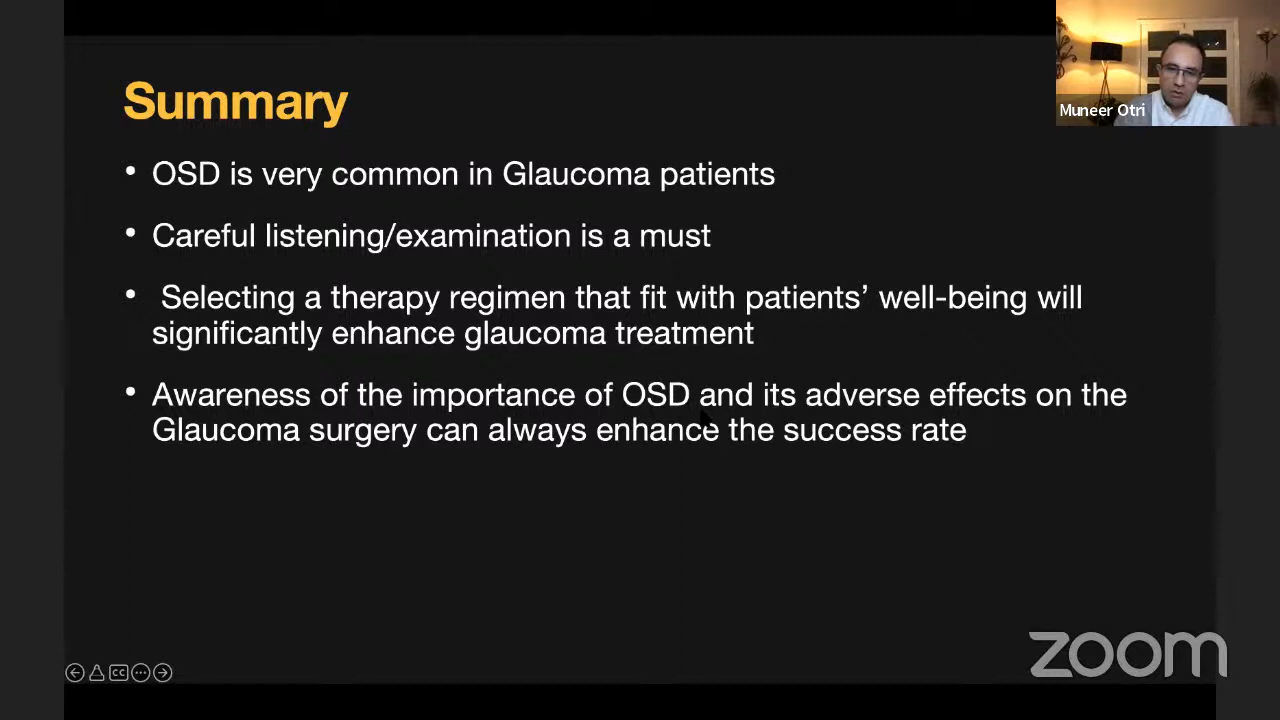 Summary
• OSD is very common in Glaucoma patients
• Careful listening/examination is a must
• Selecting a therapy regimen that fit with patients’ well-being will
significantly enhance glaucoma treatment
• Awareness of the importance of OSD and its adverse effects on the
Glaucoma surgery can always enhance the success rate
Muneer Otri
CC
zoom